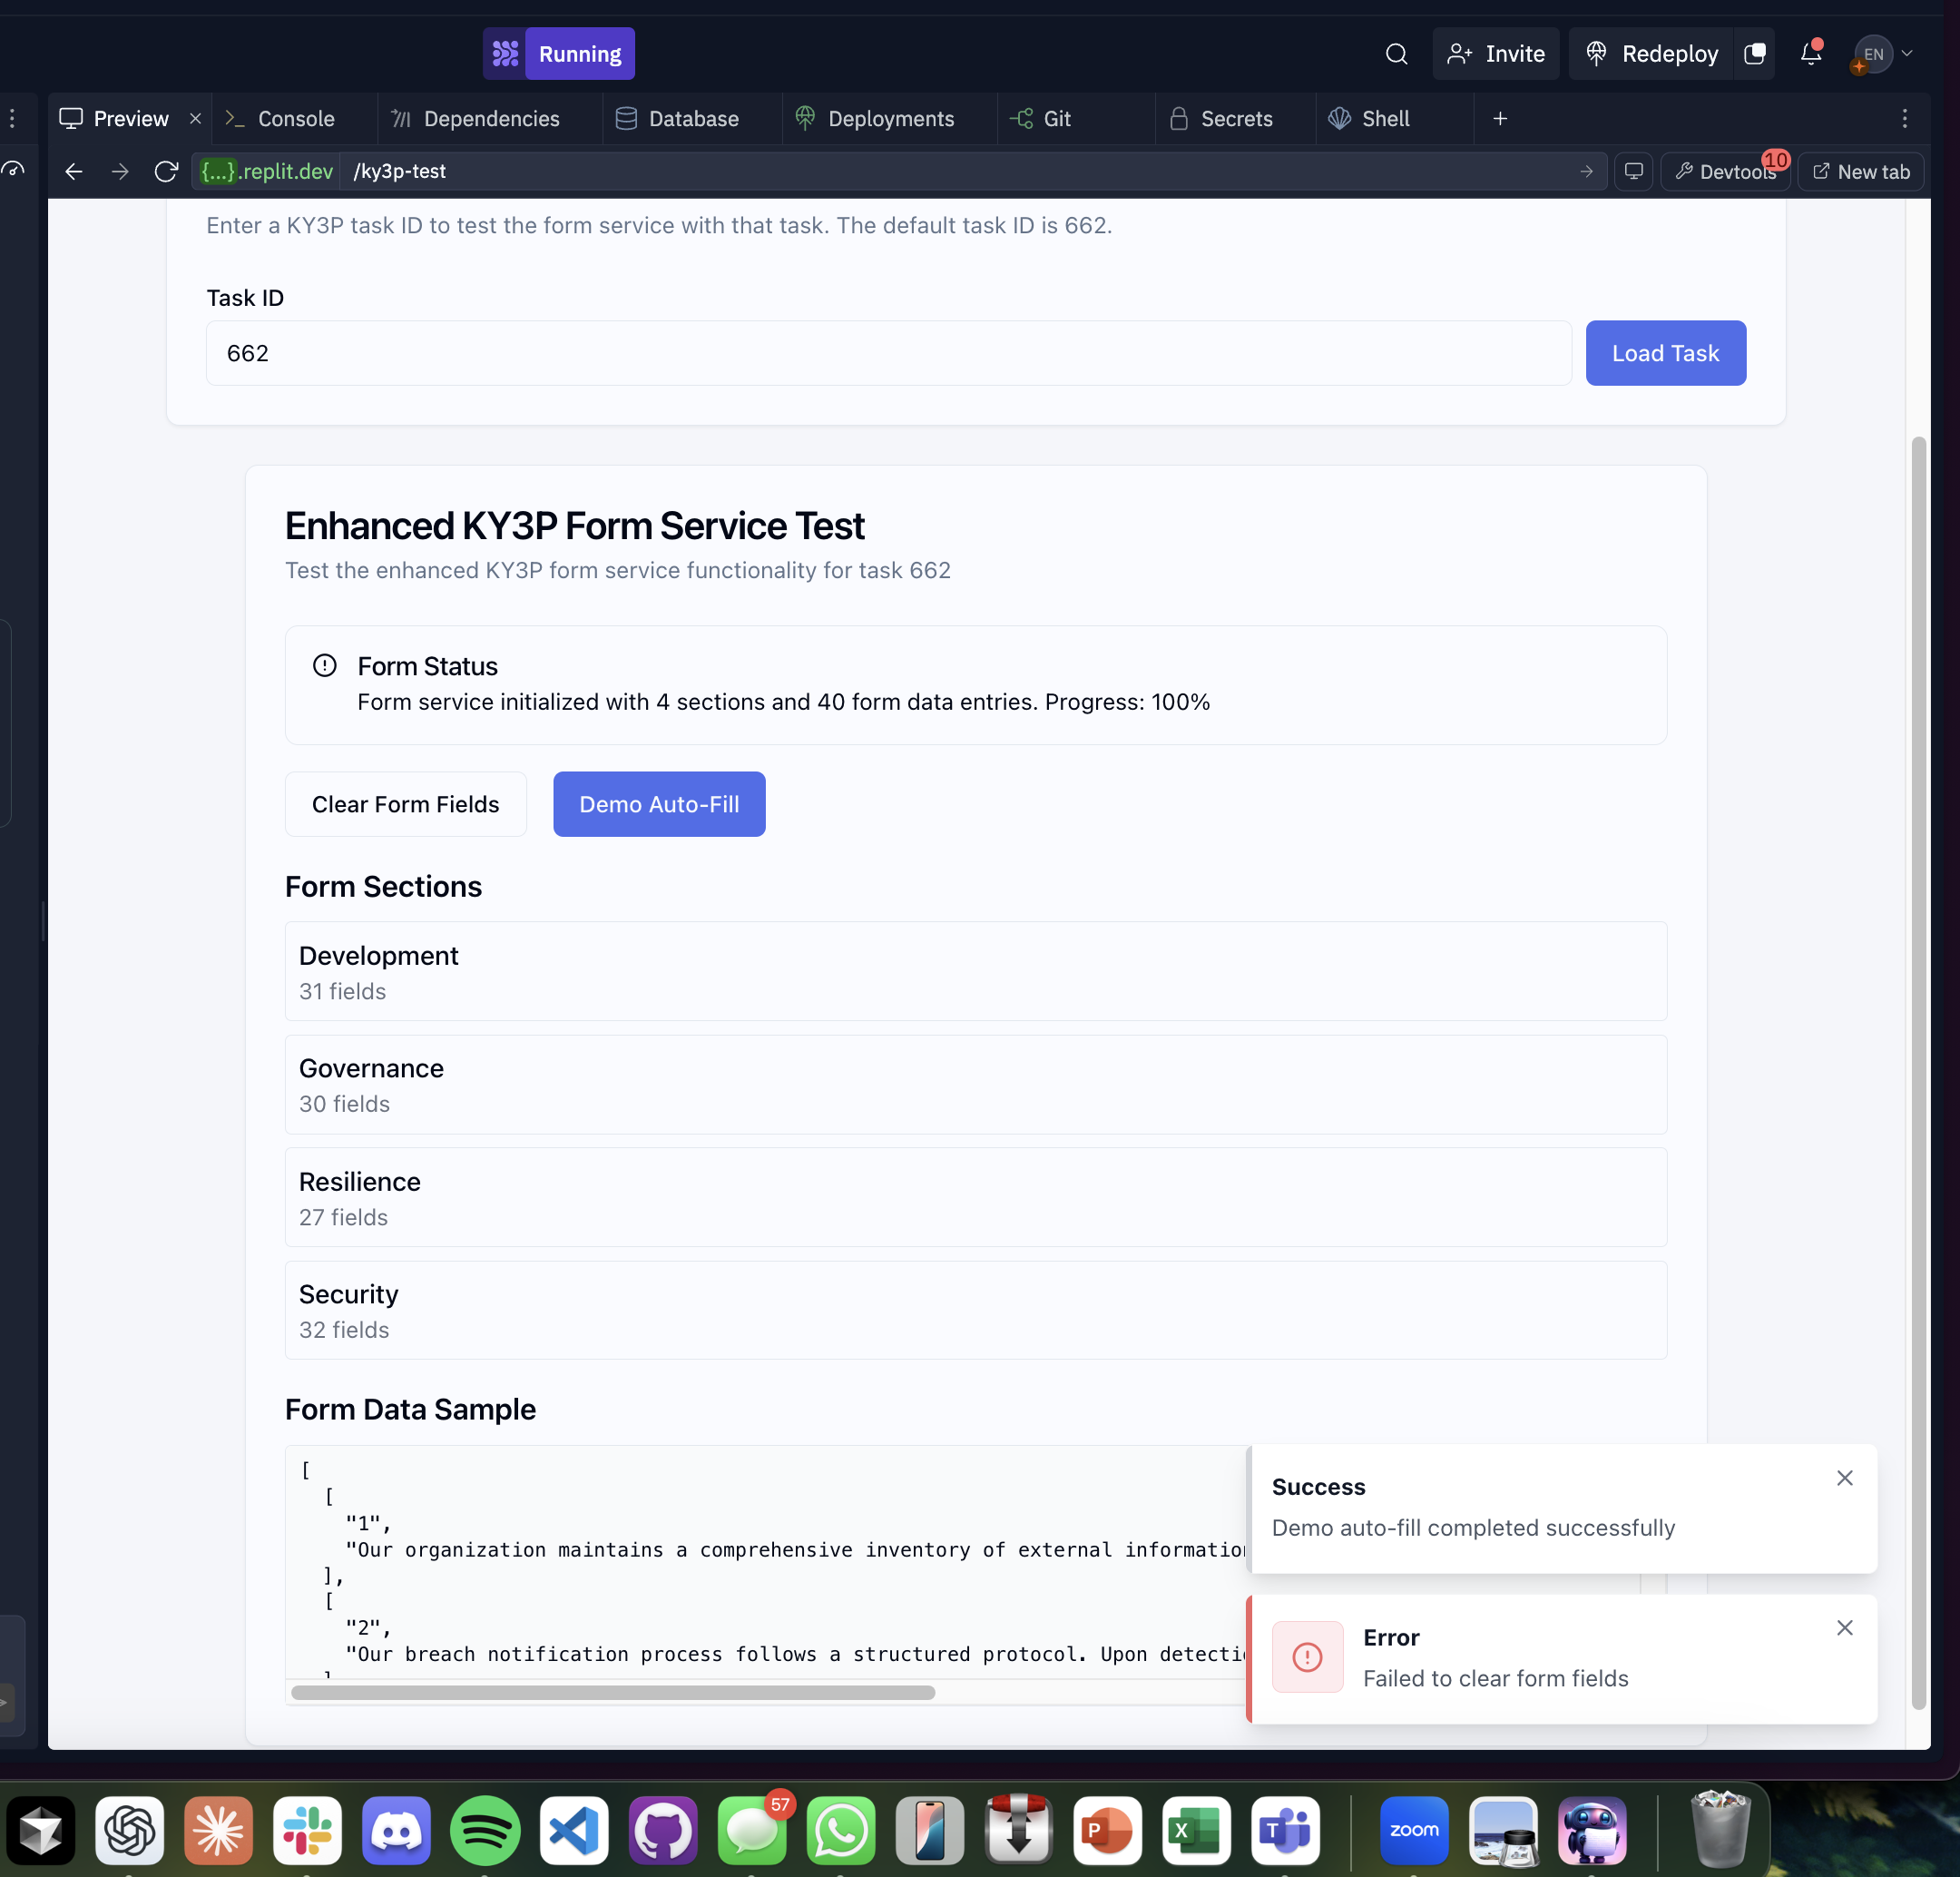 Running
Invite
Redeploy
EN
Preview
Console
Dependencies
Database
Deployments
Git
Secrets
Shell
{...}.replit.dev
/ky3p-test
Devtools
10
New tab
Enter a KY3P task ID to test the form service with that task. The default task ID is 662.
Task ID
662
Load Task
Enhanced KY3P Form Service Test
Test the enhanced KY3P form service functionality for task 662
Form Status
Form service initialized with 4 sections and 40 form data entries. Progress: 100%
Clear Form Fields
Demo Auto-Fill
Form Sections
Development
31 fields
Governance
30 fields
Resilience
27 fields
Security
32 fields
Form Data Sample
[
[
"1",
"Our organization maintains a comprehensive inventory of external
],
[
"2",
"Our breach notification process follows a structured protocol. Upon
Success
Demo auto-fill completed successfully
Error
Failed to clear form fields
57
P
X
T
zoom